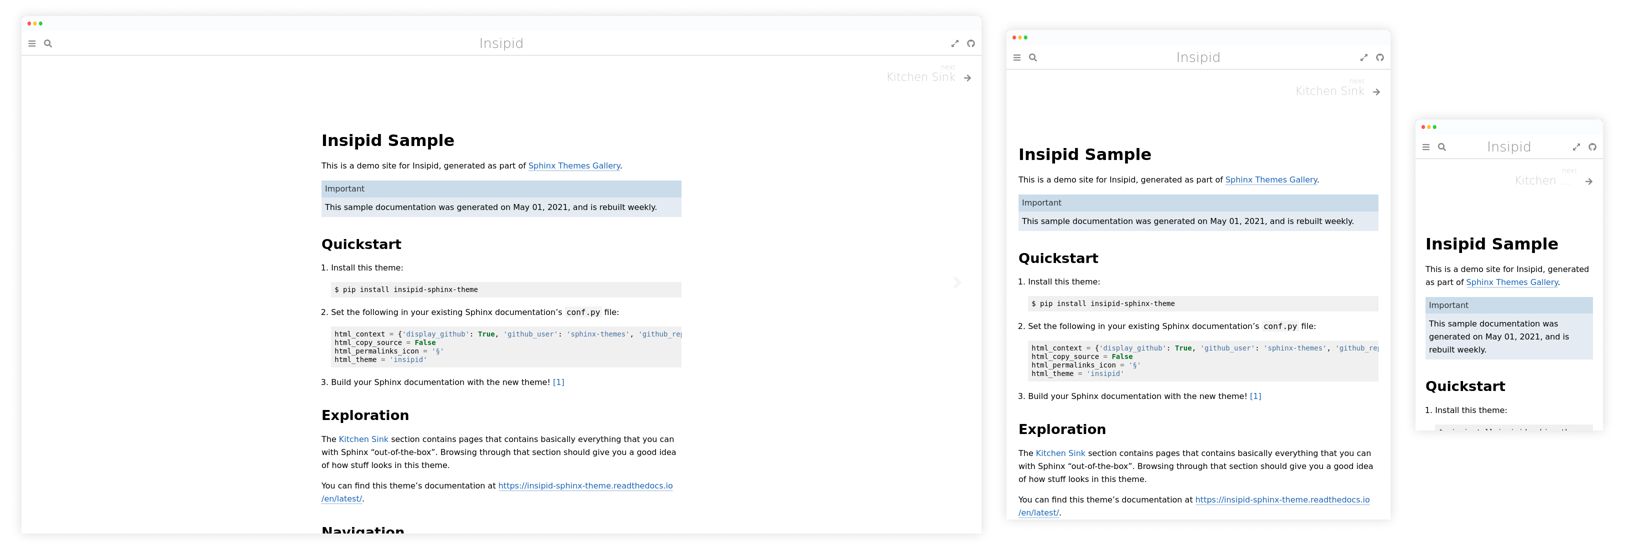 Insipid
next
Kitchen Sink
Insipid Sample
This is a demo site for Insipid, generated as part of Sphinx Themes Gallery.
Important
This sample documentation was generated on May 01, 2021, and is rebuilt weekly.
Quickstart
1. Install this theme:
$ pip install insipid-sphinx-theme
2. Set the following in your existing Sphinx documentation’s conf.py file:
html_context = {'display_github': True, 'github_user': 'sphinx-themes', 'github_rep
html_copy_source = False
html_permalinks_icon = '§'
html_theme = 'insipid'
3. Build your Sphinx documentation with the new theme! [1]
Exploration
The Kitchen Sink section contains pages that contains basically everything that you can
with Sphinx “out-of-the-box”. Browsing through that section should give you a good idea
of how stuff looks in this theme.
You can find this theme’s documentation at https://insipid-sphinx-theme.readthedocs.io
/en/latest/.
Navigation
Insipid
next
Kitchen Sink
Insipid Sample
This is a demo site for Insipid, generated as part of Sphinx Themes Gallery.
Important
This sample documentation was generated on May 01, 2021, and is rebuilt weekly.
Quickstart
1. Install this theme:
$ pip install insipid-sphinx-theme
2. Set the following in your existing Sphinx documentation’s conf.py file:
html_context = {'display_github': True, 'github_user': 'sphinx-themes', 'github_rep
html_copy_source = False
html_permalinks_icon = '§'
html_theme = 'insipid'
3. Build your Sphinx documentation with the new theme! [1]
Exploration
The Kitchen Sink section contains pages that contains basically everything that you can
with Sphinx “out-of-the-box”. Browsing through that section should give you a good idea
of how stuff looks in this theme.
You can find this theme’s documentation at https://insipid-sphinx-theme.readthedocs.io
/en/latest/.
Insipid
next
Kitchen …
Insipid Sample
This is a demo site for Insipid, generated
as part of Sphinx Themes Gallery.
Important
This sample documentation was
generated on May 01, 2021, and is
rebuilt weekly.
Quickstart
1. Install this theme: